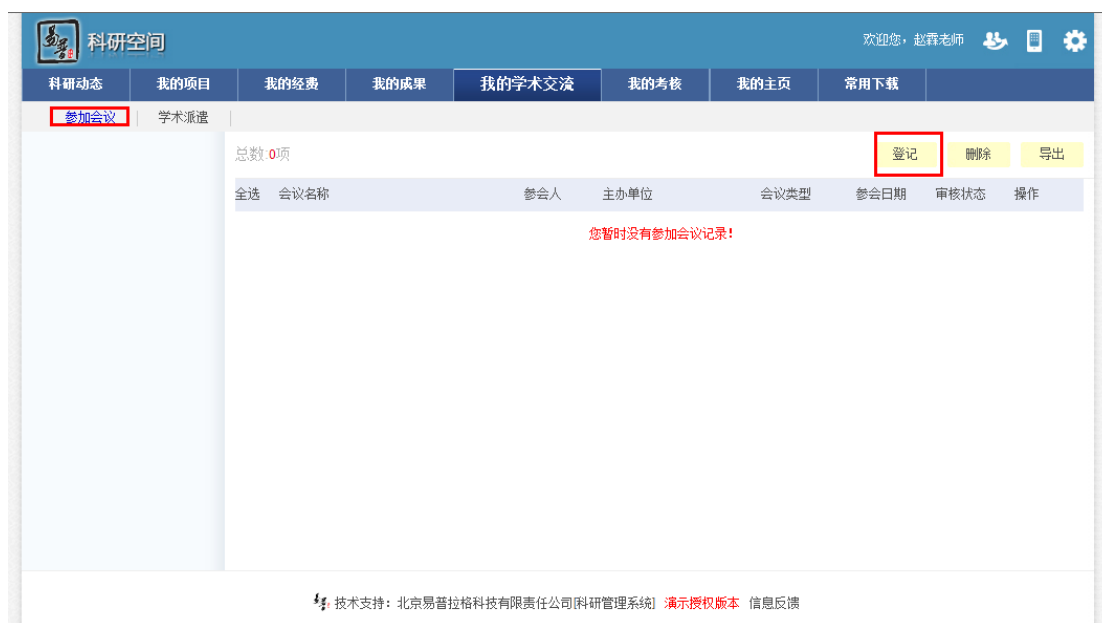 易普 科研空间 欢迎您，赵霖老师
科研动态 我的项目 我的经费 我的成果 我的学术交流 我的考核 我的主页 常用下载
参加会议 学术派遣
总数:0项 登记 删除 导出
全选 会议名称 参会人 主办单位 会议类型 参会日期 审核状态 操作
您暂时没有参加会议记录！
技术支持：北京易普拉格科技有限责任公司[科研管理系统] 演示授权版本 信息反馈